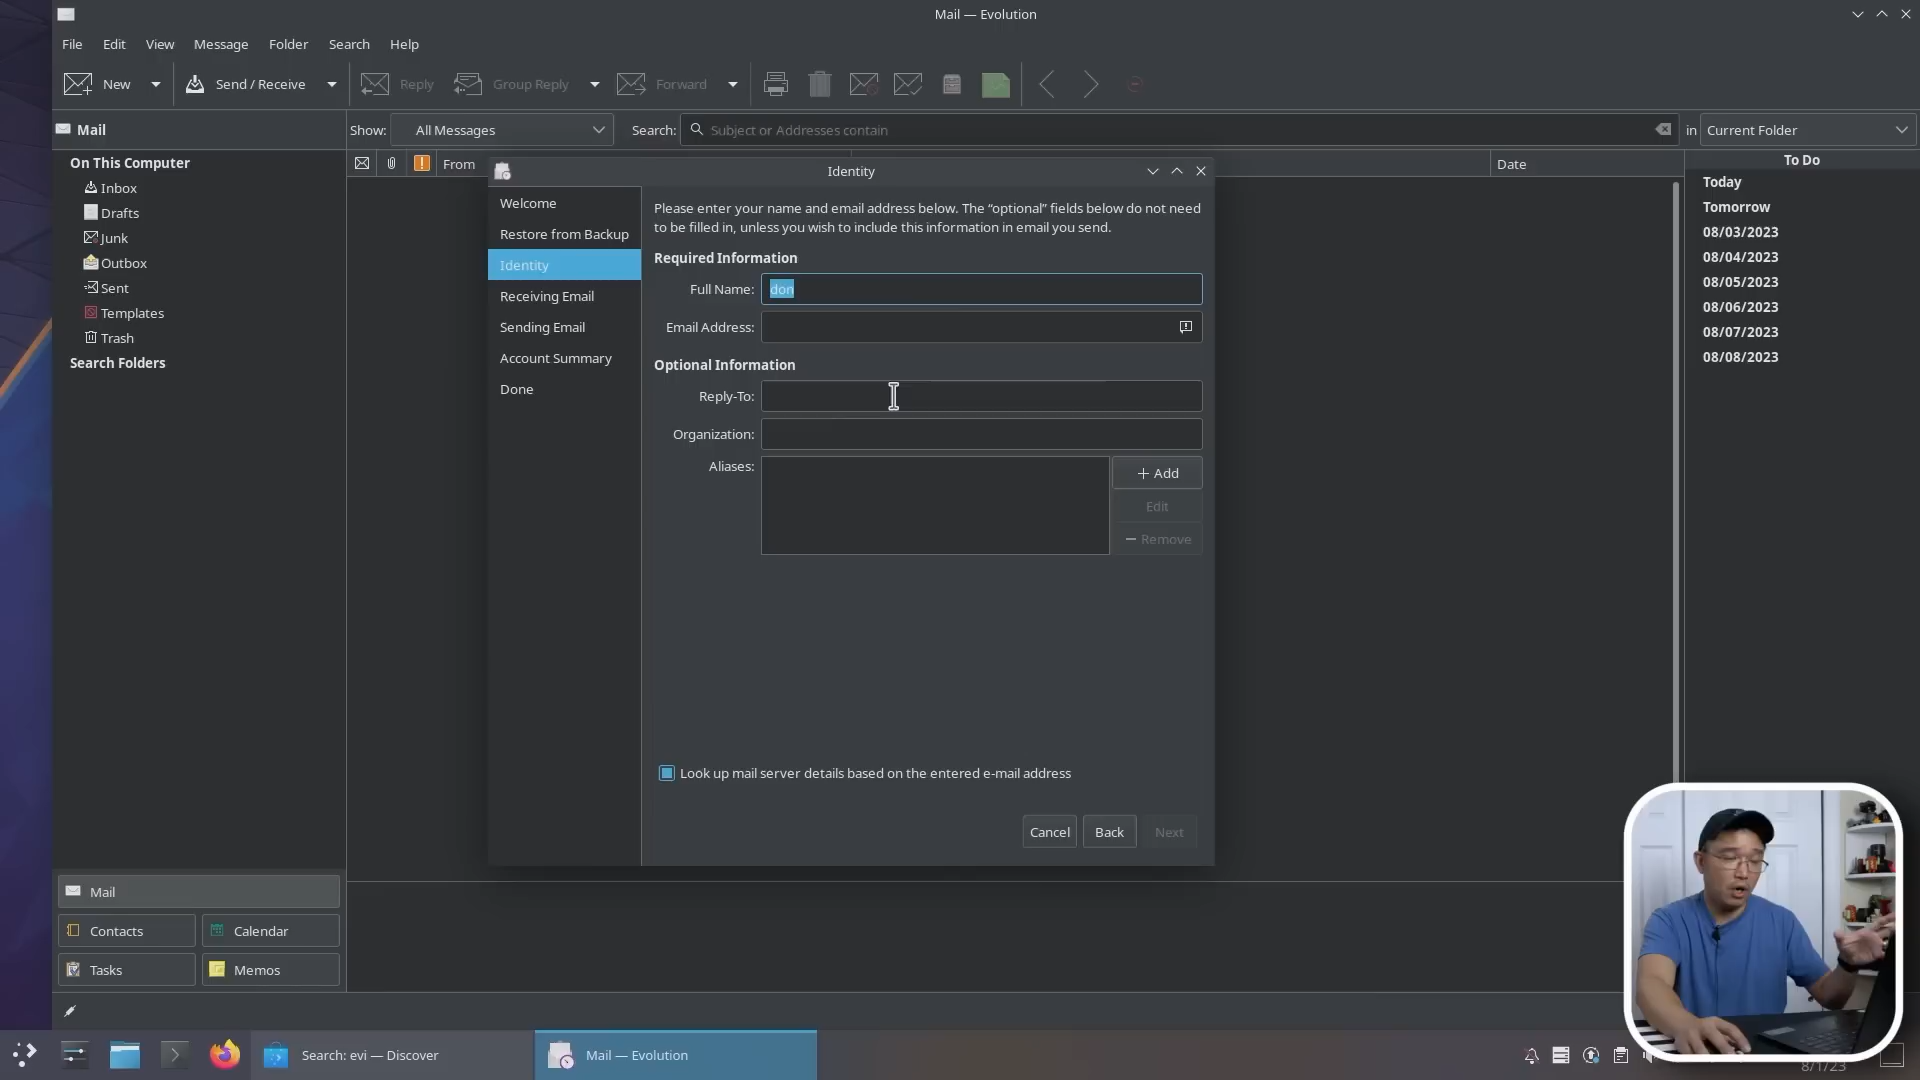 Mail — Evolution
File Edit View Message Folder Search Help
New Send / Receive Reply Group Reply Forward
Mail
Show: All Messages Search: Subject or Addresses contain in Current Folder
On This Computer
Inbox
Drafts
Junk
Outbox
Sent
Templates
Trash
Search Folders
From Date
To Do
Today
Tomorrow
08/03/2023
08/04/2023
08/05/2023
08/06/2023
08/07/2023
08/08/2023
Identity
Welcome
Restore from Backup
Identity
Receiving Email
Sending Email
Account Summary
Done
Please enter your name and email address below. The “optional” fields below do not need
to be filled in, unless you wish to include this information in email you send.
Required Information
Full Name: don
Email Address:
Optional Information
Reply-To:
Organization:
Aliases:
Add
Edit
Remove
Look up mail server details based on the entered e-mail address
Cancel Back Next
Mail
Contacts Calendar
Tasks Memos
Search: evi — Discover Mail — Evolution
8/1/23